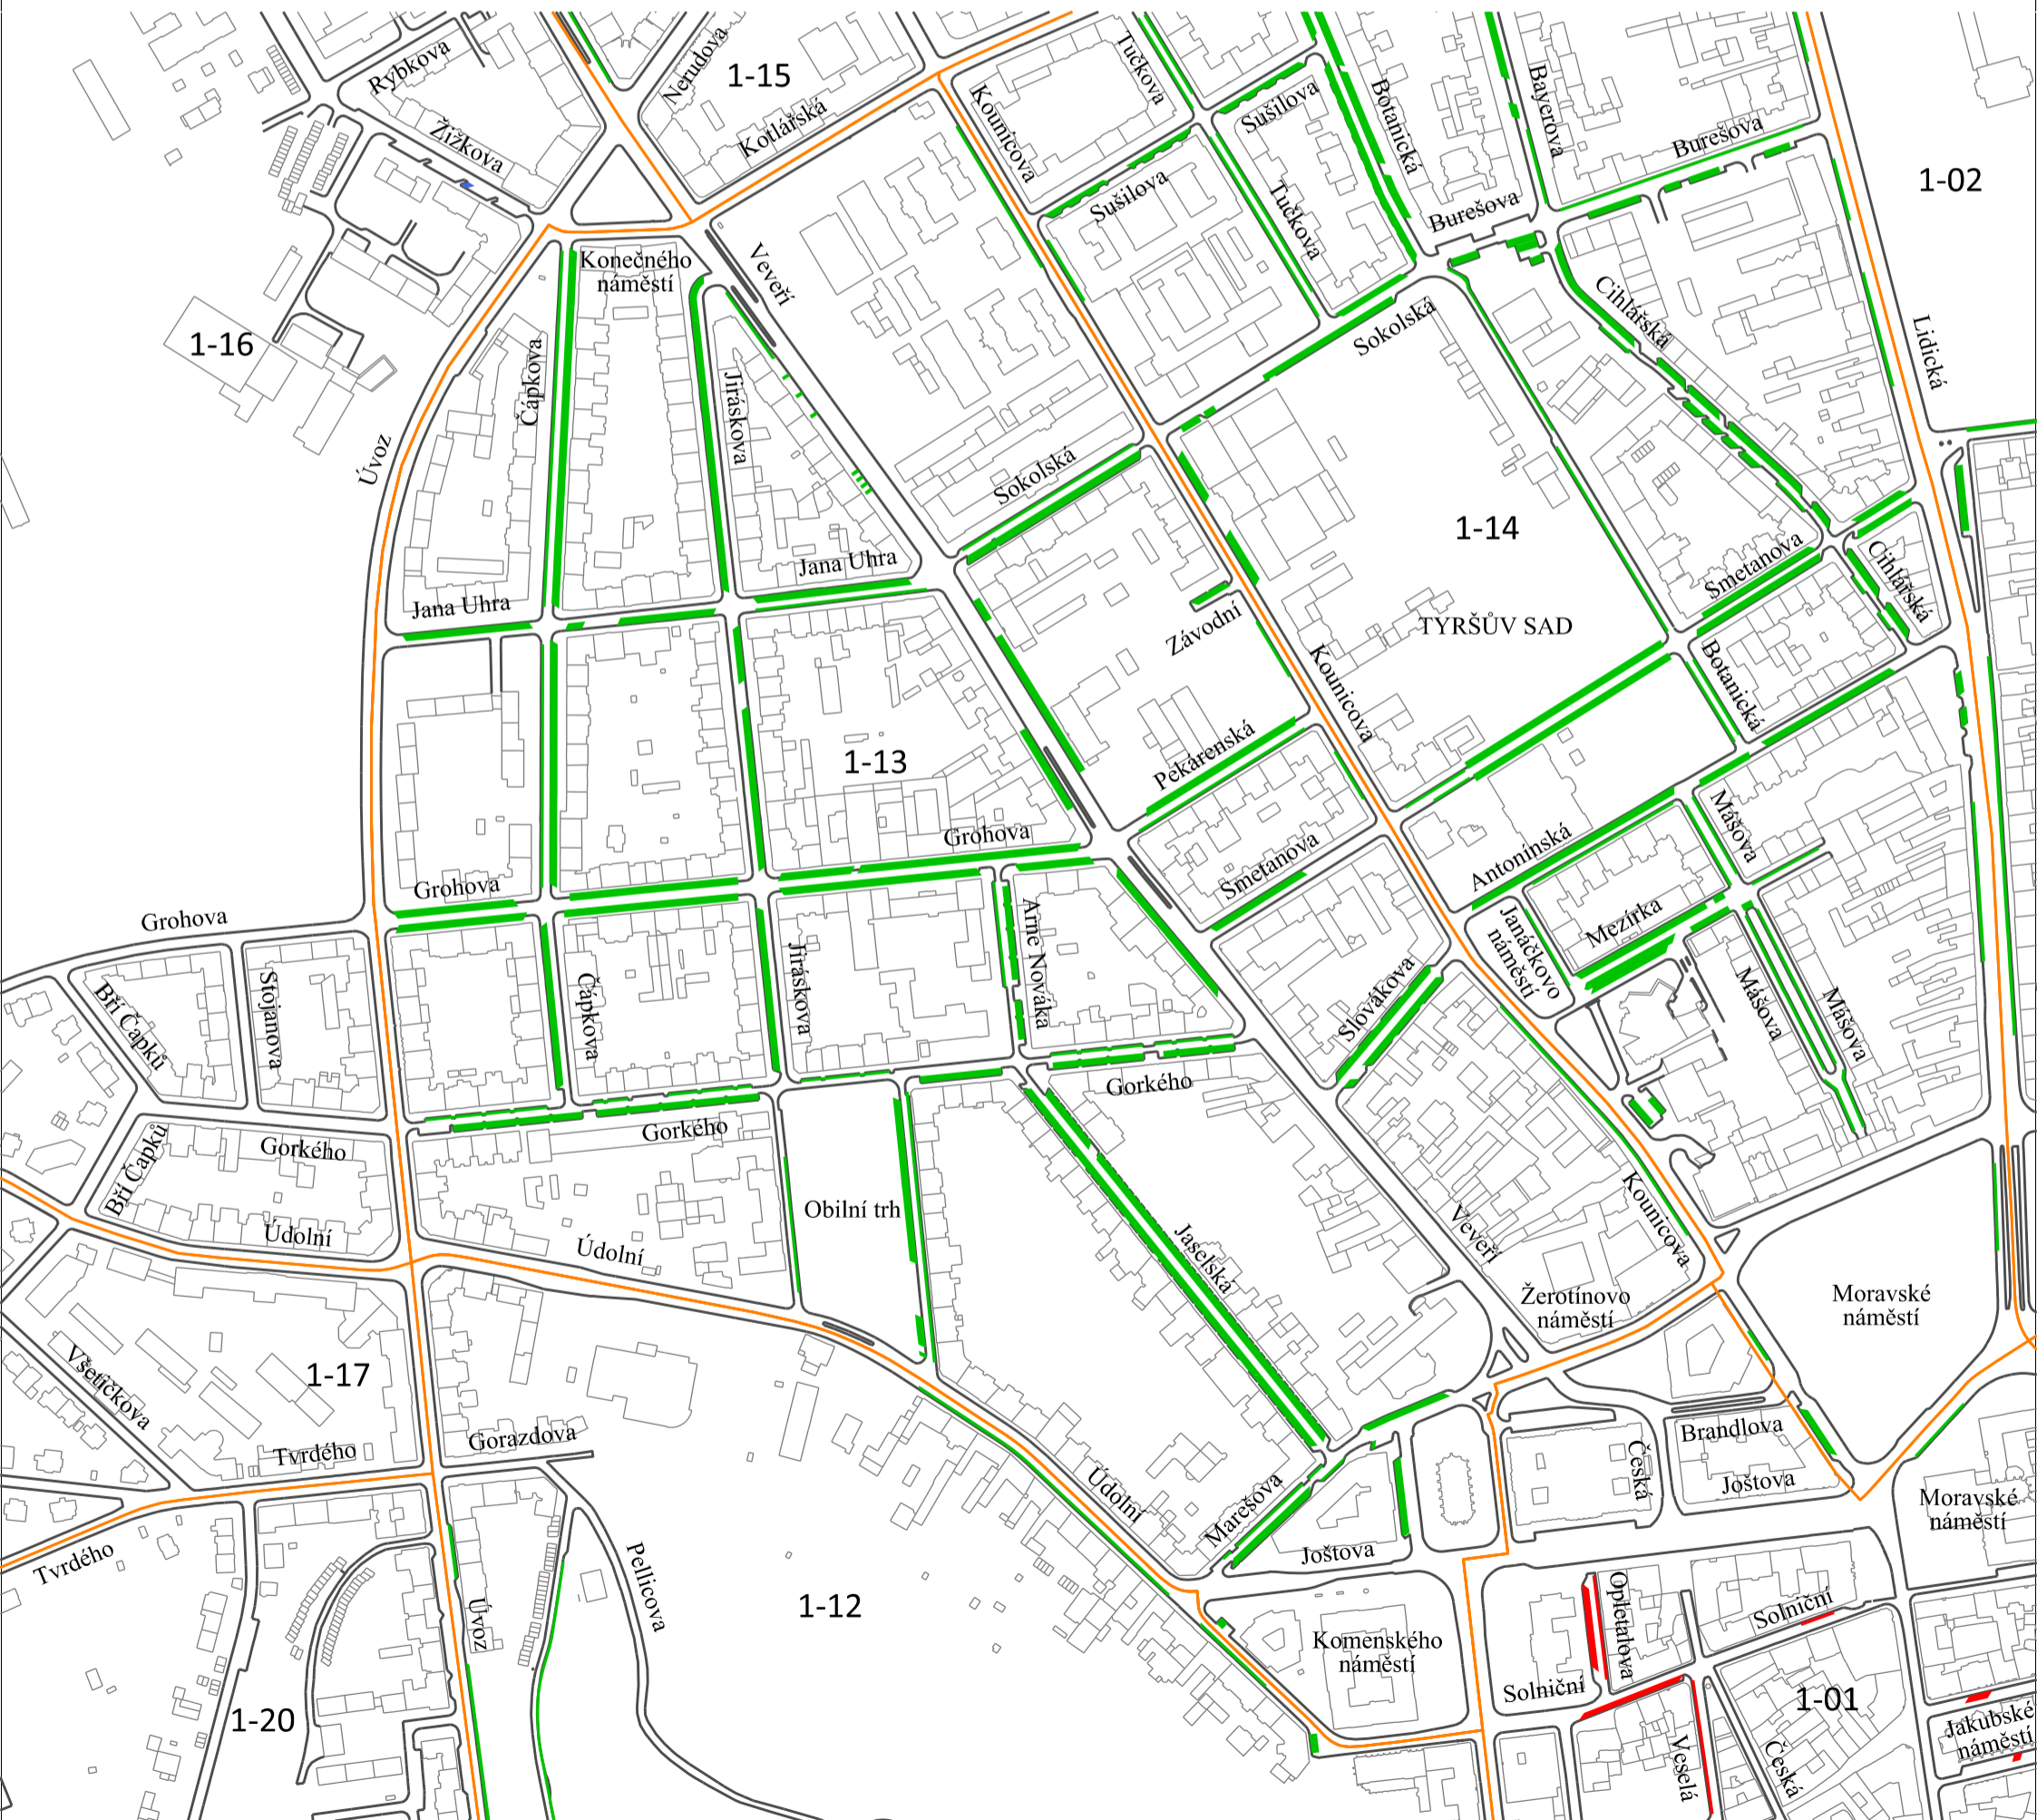 Rybkova
Nerudova
1-15
Tučkova
Kotlářská
Kounicova
Sušilova
Botanická
Bayerova
Burešova
Žižkova
1-02
Sušilova
Tučkova
Burešova
Konečného
náměstí
Veveří
Cihlářská
1-16
Čápkova
Jiráskova
Sokolská
Lidická
Úvoz
Sokolská
1-14
Jana Uhra
Jana Uhra
Smetanova
Cihlářská
Závodní
TYRŠŮV SAD
Kounicova
Botanická
1-13
Pekárenská
Grohova
Smetanova
Antonínská
Mášova
Grohova
Grohova
Arne Nováka
Janáčkovo
náměstí
Mezírka
Bří Čapků
Stojanova
Čápkova
Jiráskova
Slovákova
Mášova
Mášova
Gorkého
Gorkého
Gorkého
Bří Čapků
Údolní
Údolní
Obilní trh
Jaselská
Veveří
Kounicova
Žerotínovo
náměstí
Moravské
náměstí
Všetičkova
1-17
Tvrdého
Gorazdova
Údolní
Marešova
Česká
Brandlova
Joštova
Moravské
náměstí
Joštova
Tvrdého
Úvoz
Pellicova
1-12
Komenského
náměstí
Opletalova
Solniční
Solniční
1-20
1-01
Veselá
Česká
Jakubské
náměstí